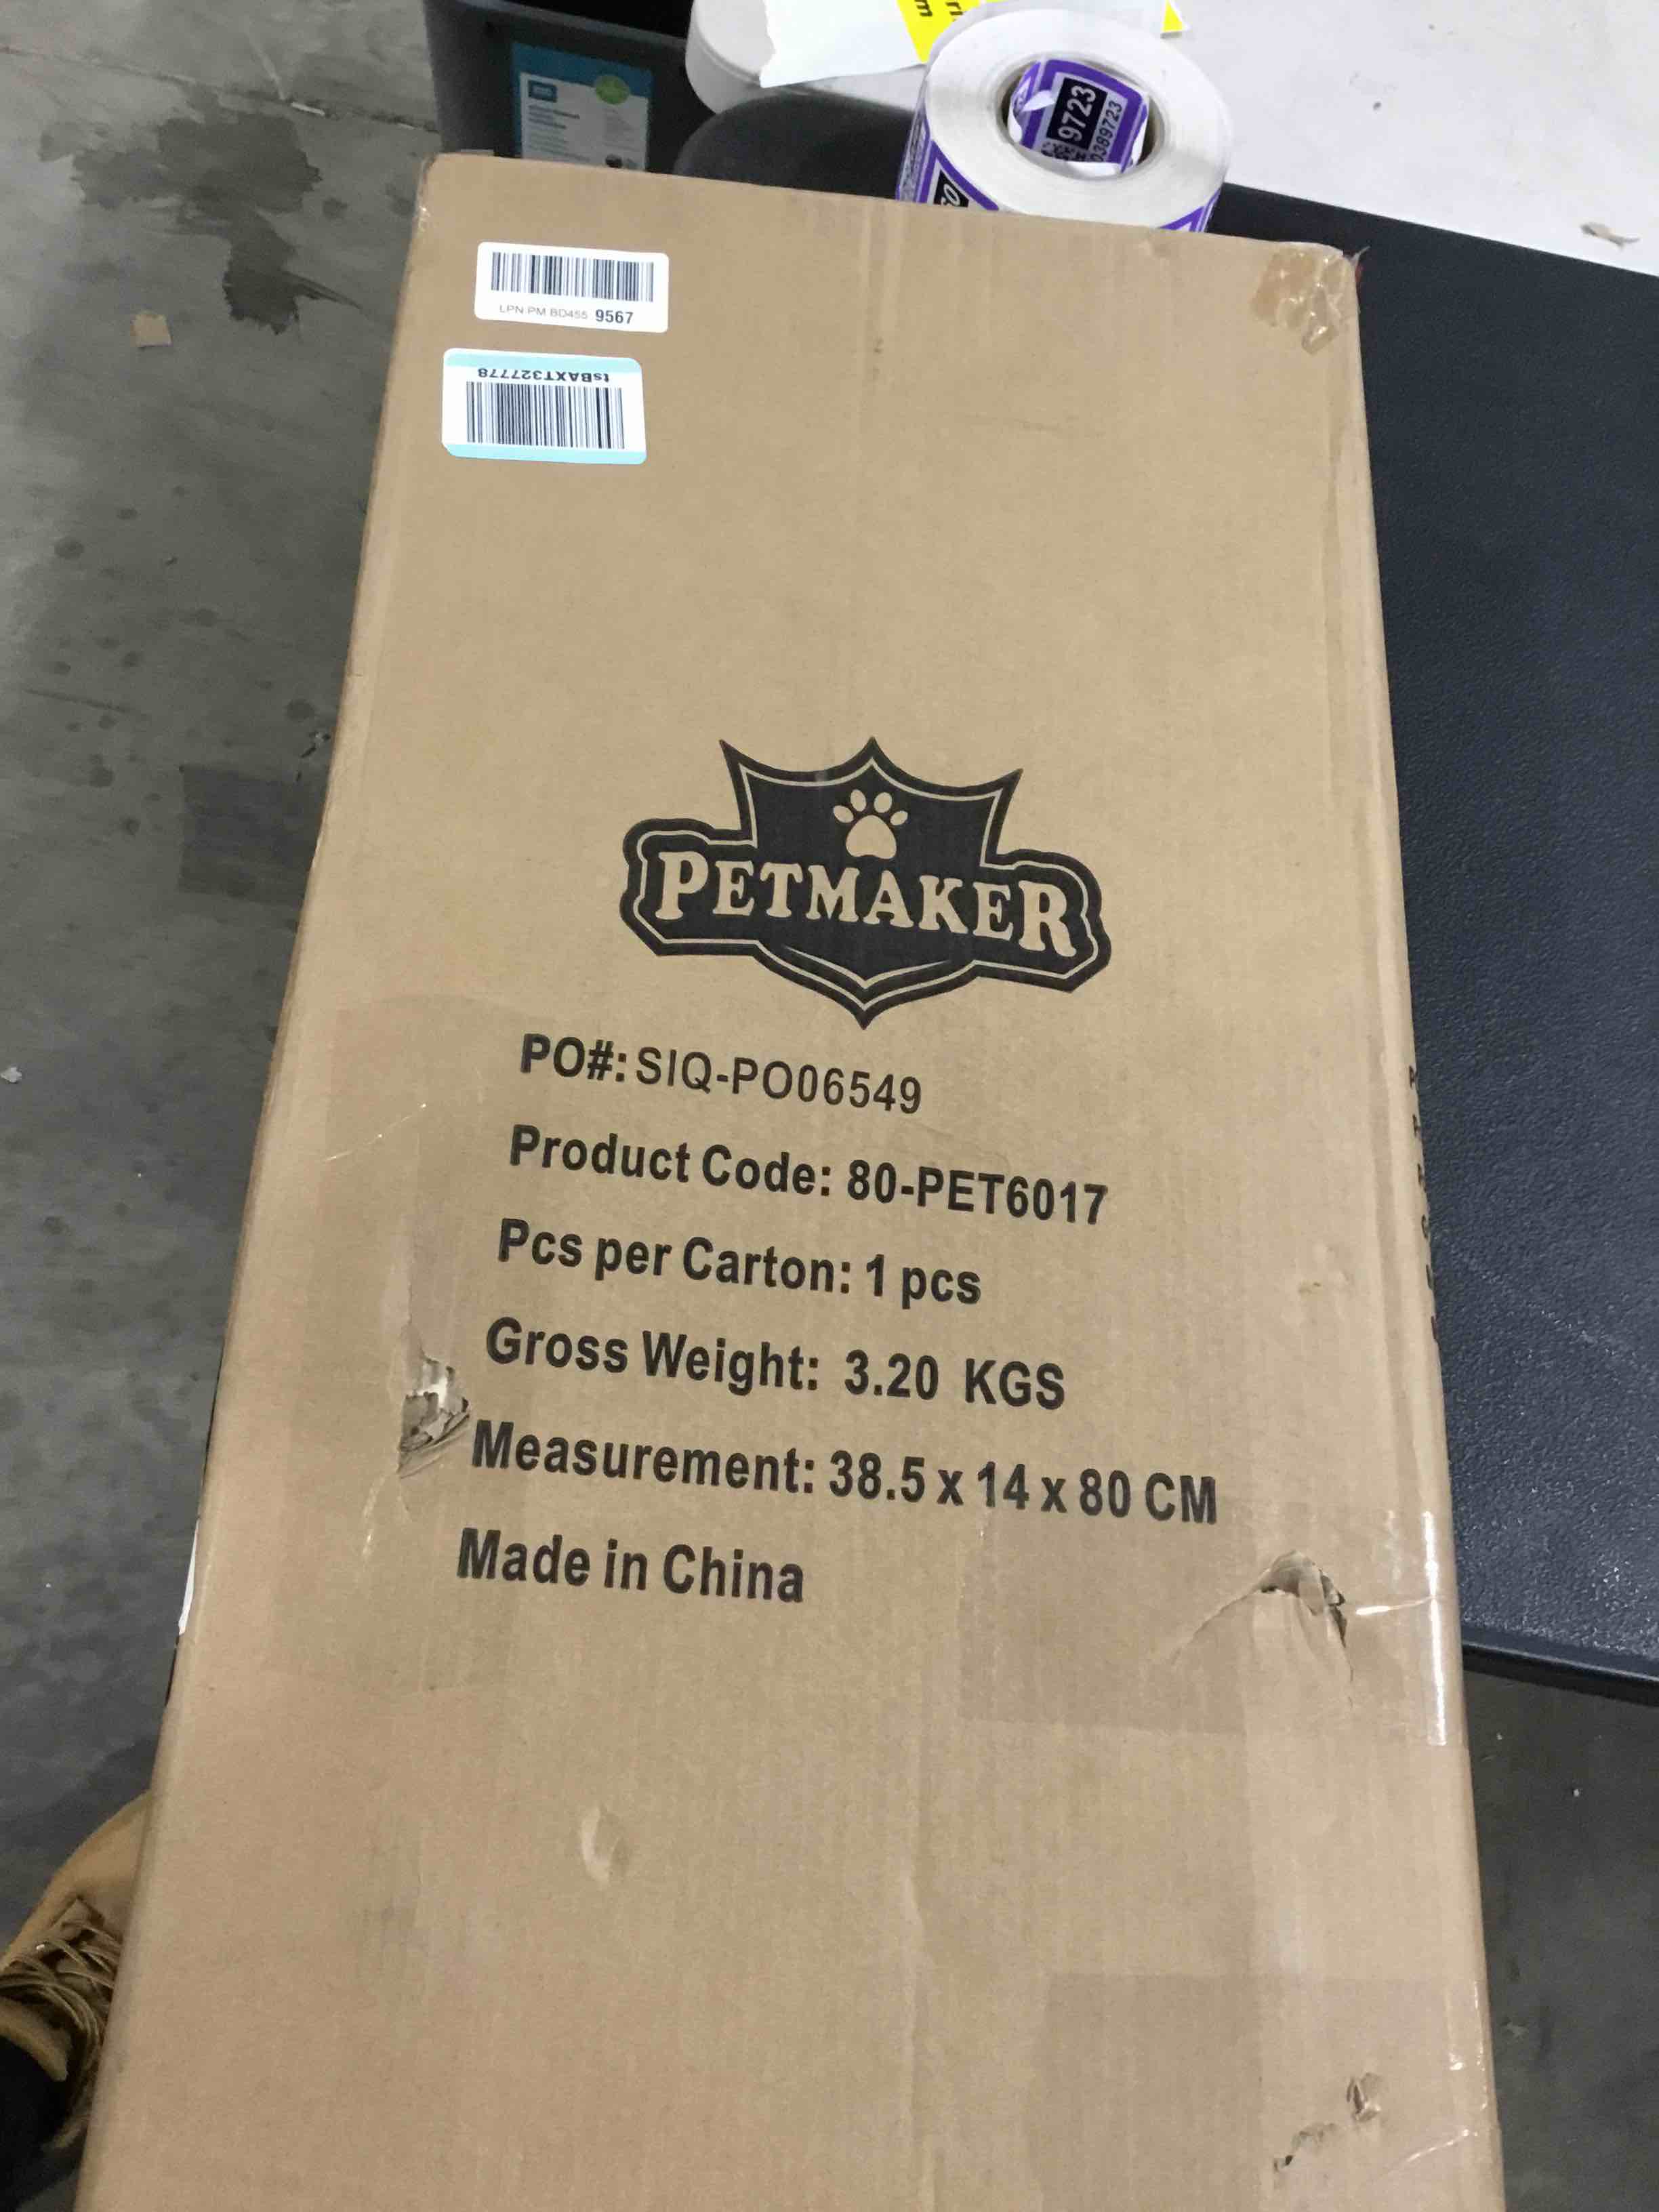 9723
0389723
LPN PM BD455 9567
tsBAXT327778
PETMAKER
PO#: SIQ-PO06549
Product Code: 80-PET6017
Pcs per Carton: 1 pcs
Gross Weight: 3.20 KGS
Measurement: 38.5 x 14 x 80 CM
Made in China